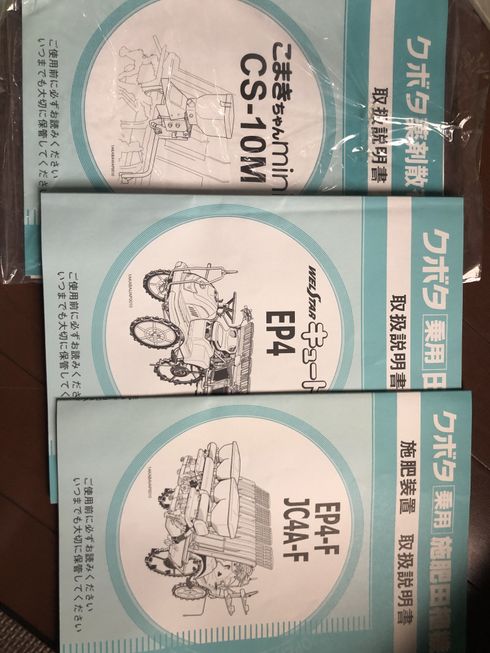 クボタ薬剤散
取扱説明書
こまきちゃんmin
CS-10M
ご使用前に必ずお読みください
いつまでも大切に保管してください
クボタ 乗用 田
取扱説明書
WELSTAR キュート
EP4
ご使用前に必ずお読みください
いつまでも大切に保管してく
クボタ 乗用 施肥田植
施肥装置 取扱説明書
EP4-F
JC4A-F
ご使用前に必ずお読みください
いつまでも大切に保管してください